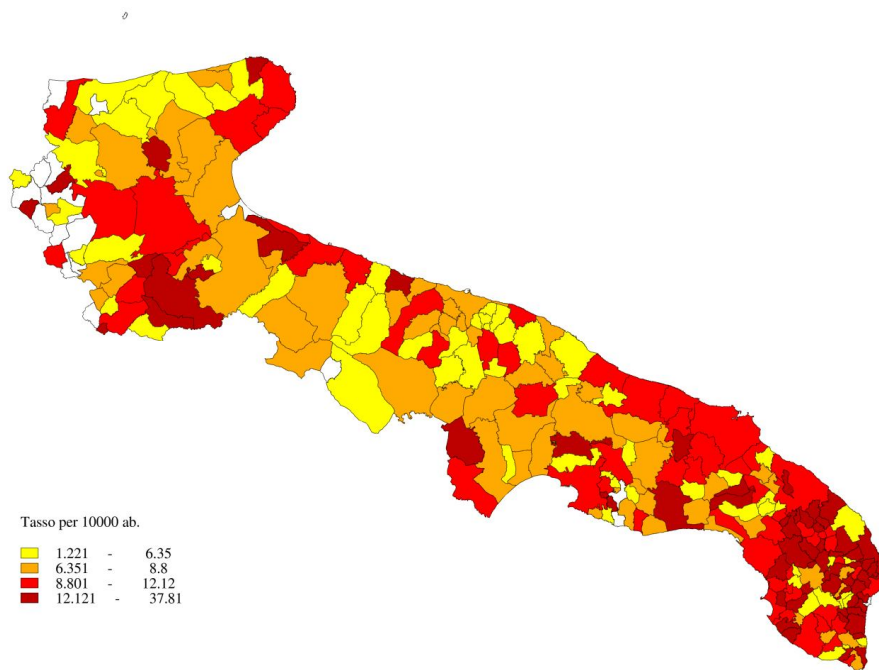 Tasso per 10000 ab.
1.221 - 6.35
6.351 - 8.8
8.801 - 12.12
12.121 - 37.81